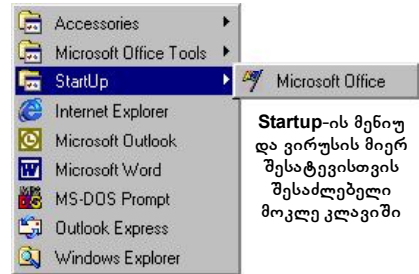 Accessories
Microsoft Office Tools
StartUp
Microsoft Office
Internet Explorer
Microsoft Outlook
Microsoft Word
MS-DOS Prompt
Outlook Express
Windows Explorer
Startup-ის მენიუ
და ვირუსის მიერ
შესატევისთვის
შესაძლებელი
მოკლე კლავიში